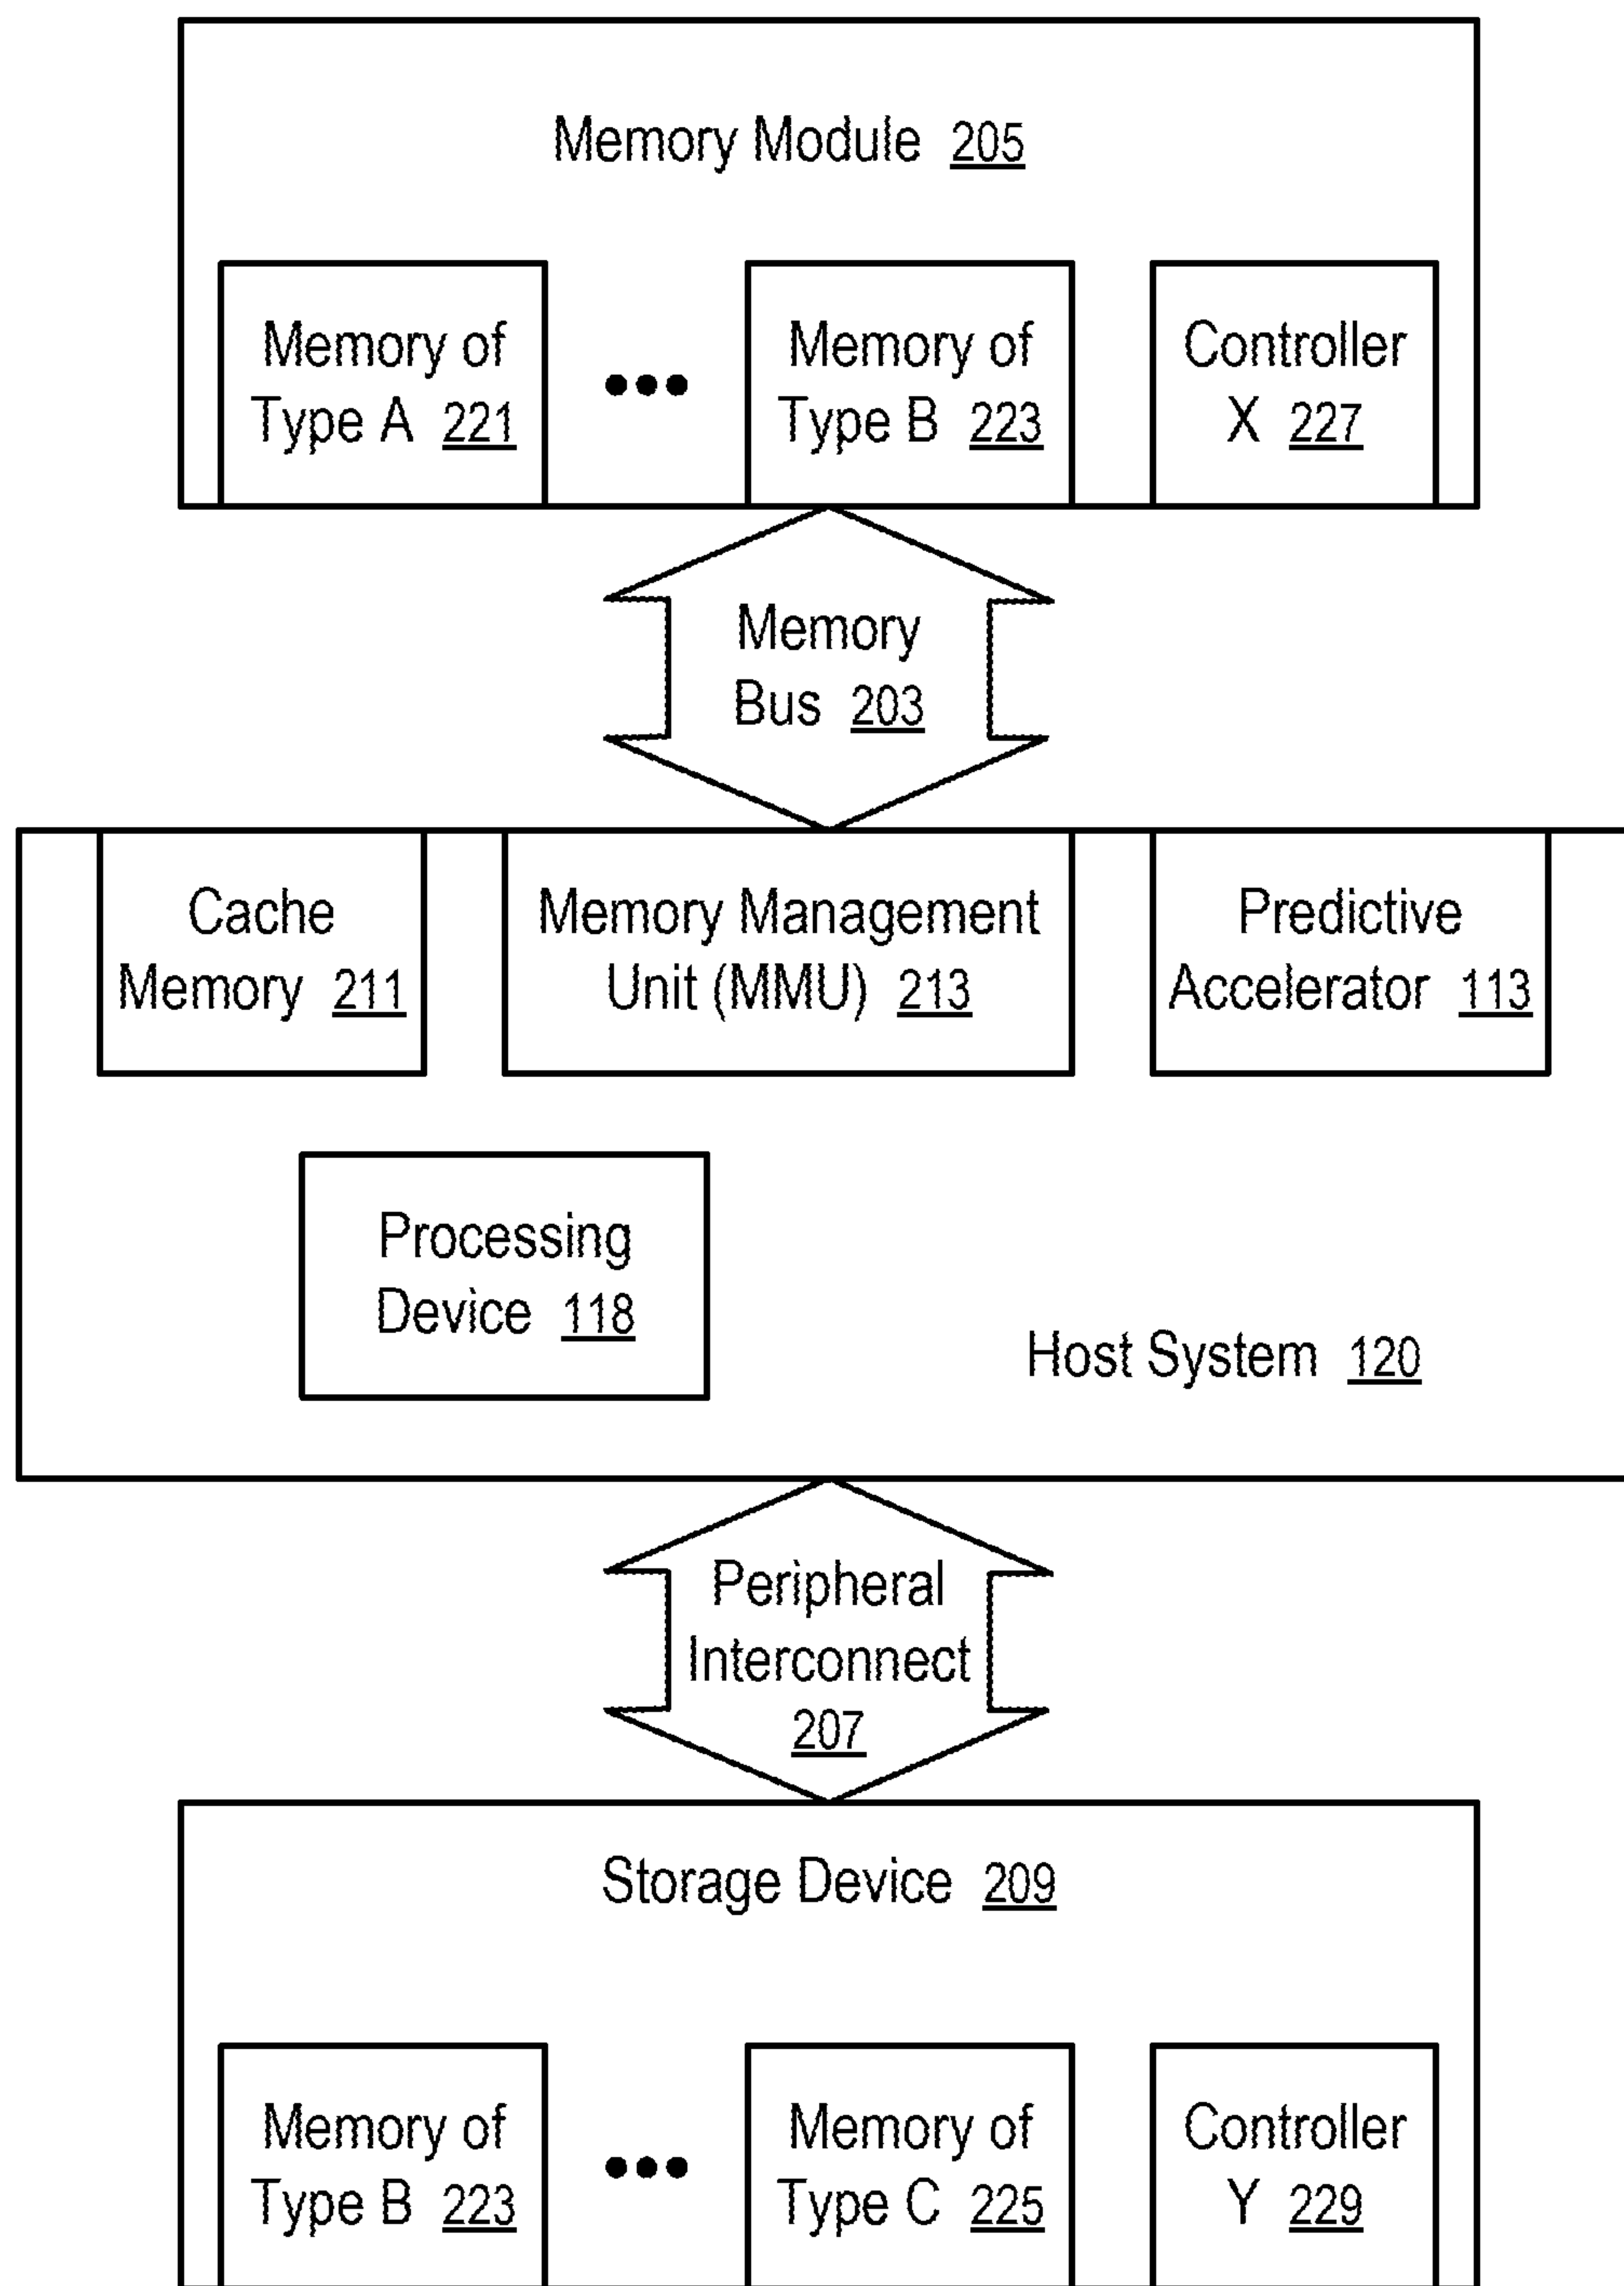 Memory Module 205
Memory of
Type A 221
Memory of
Type B 223
Controller
X 227
Memory
Bus 203
Cache
Memory 211
Memory Management
Unit (MMU) 213
Predictive
Accelerator 113
Processing
Device 118
Host System 120
Peripheral
Interconnect
207
Storage Device 209
Memory of
Type B 223
Memory of
Type C 225
Controller
Y 229